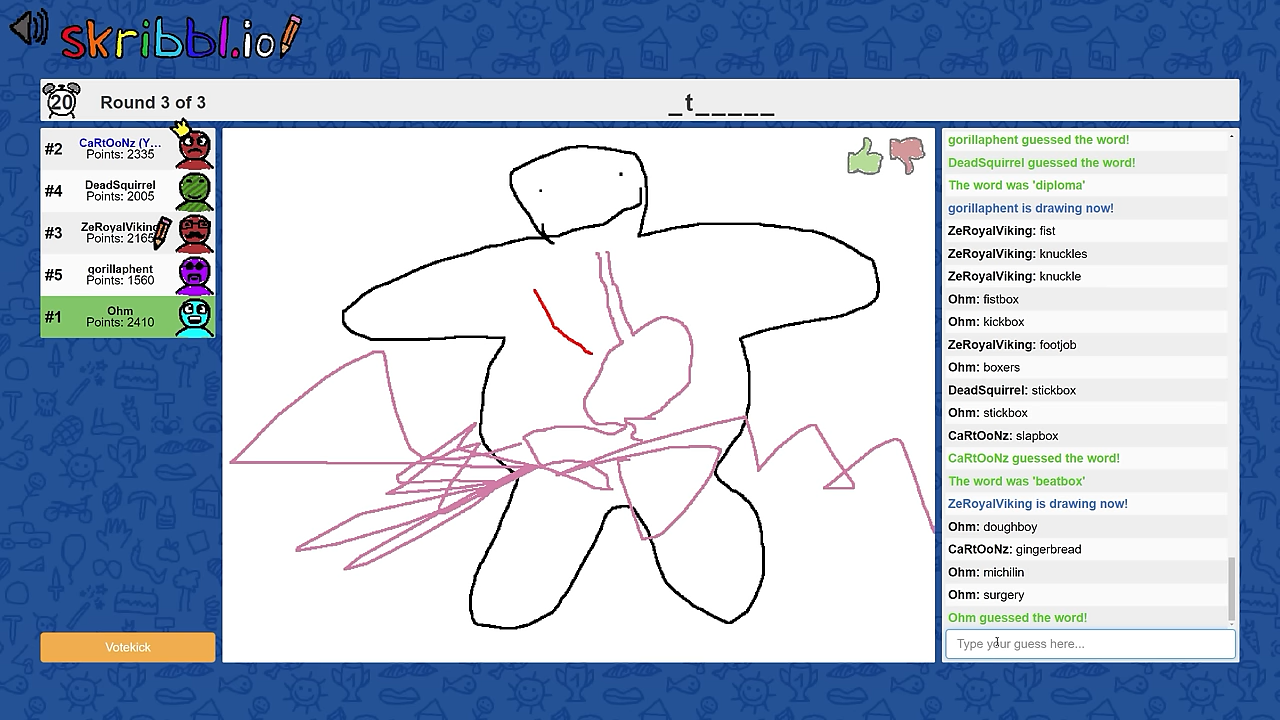 skribbl.io!
20
Round 3 of 3
_t_____
#2
CaRtOoNz (Y...
Points: 2335
#4
DeadSquirrel
Points: 2005
#3
ZeRoyalViking
Points: 2165
#5
gorillaphent
Points: 1560
#1
Ohm
Points: 2410
Votekick
gorillaphent guessed the word!
DeadSquirrel guessed the word!
The word was 'diploma'
gorillaphent is drawing now!
ZeRoyalViking: fist
ZeRoyalViking: knuckles
ZeRoyalViking: knuckle
Ohm: fistbox
Ohm: kickbox
ZeRoyalViking: footjob
Ohm: boxers
DeadSquirrel: stickbox
Ohm: stickbox
CaRtOoNz: slapbox
CaRtOoNz guessed the word!
The word was 'beatbox'
ZeRoyalViking is drawing now!
Ohm: doughboy
CaRtOoNz: gingerbread
Ohm: michilin
Ohm: surgery
Ohm guessed the word!
Type your guess here...